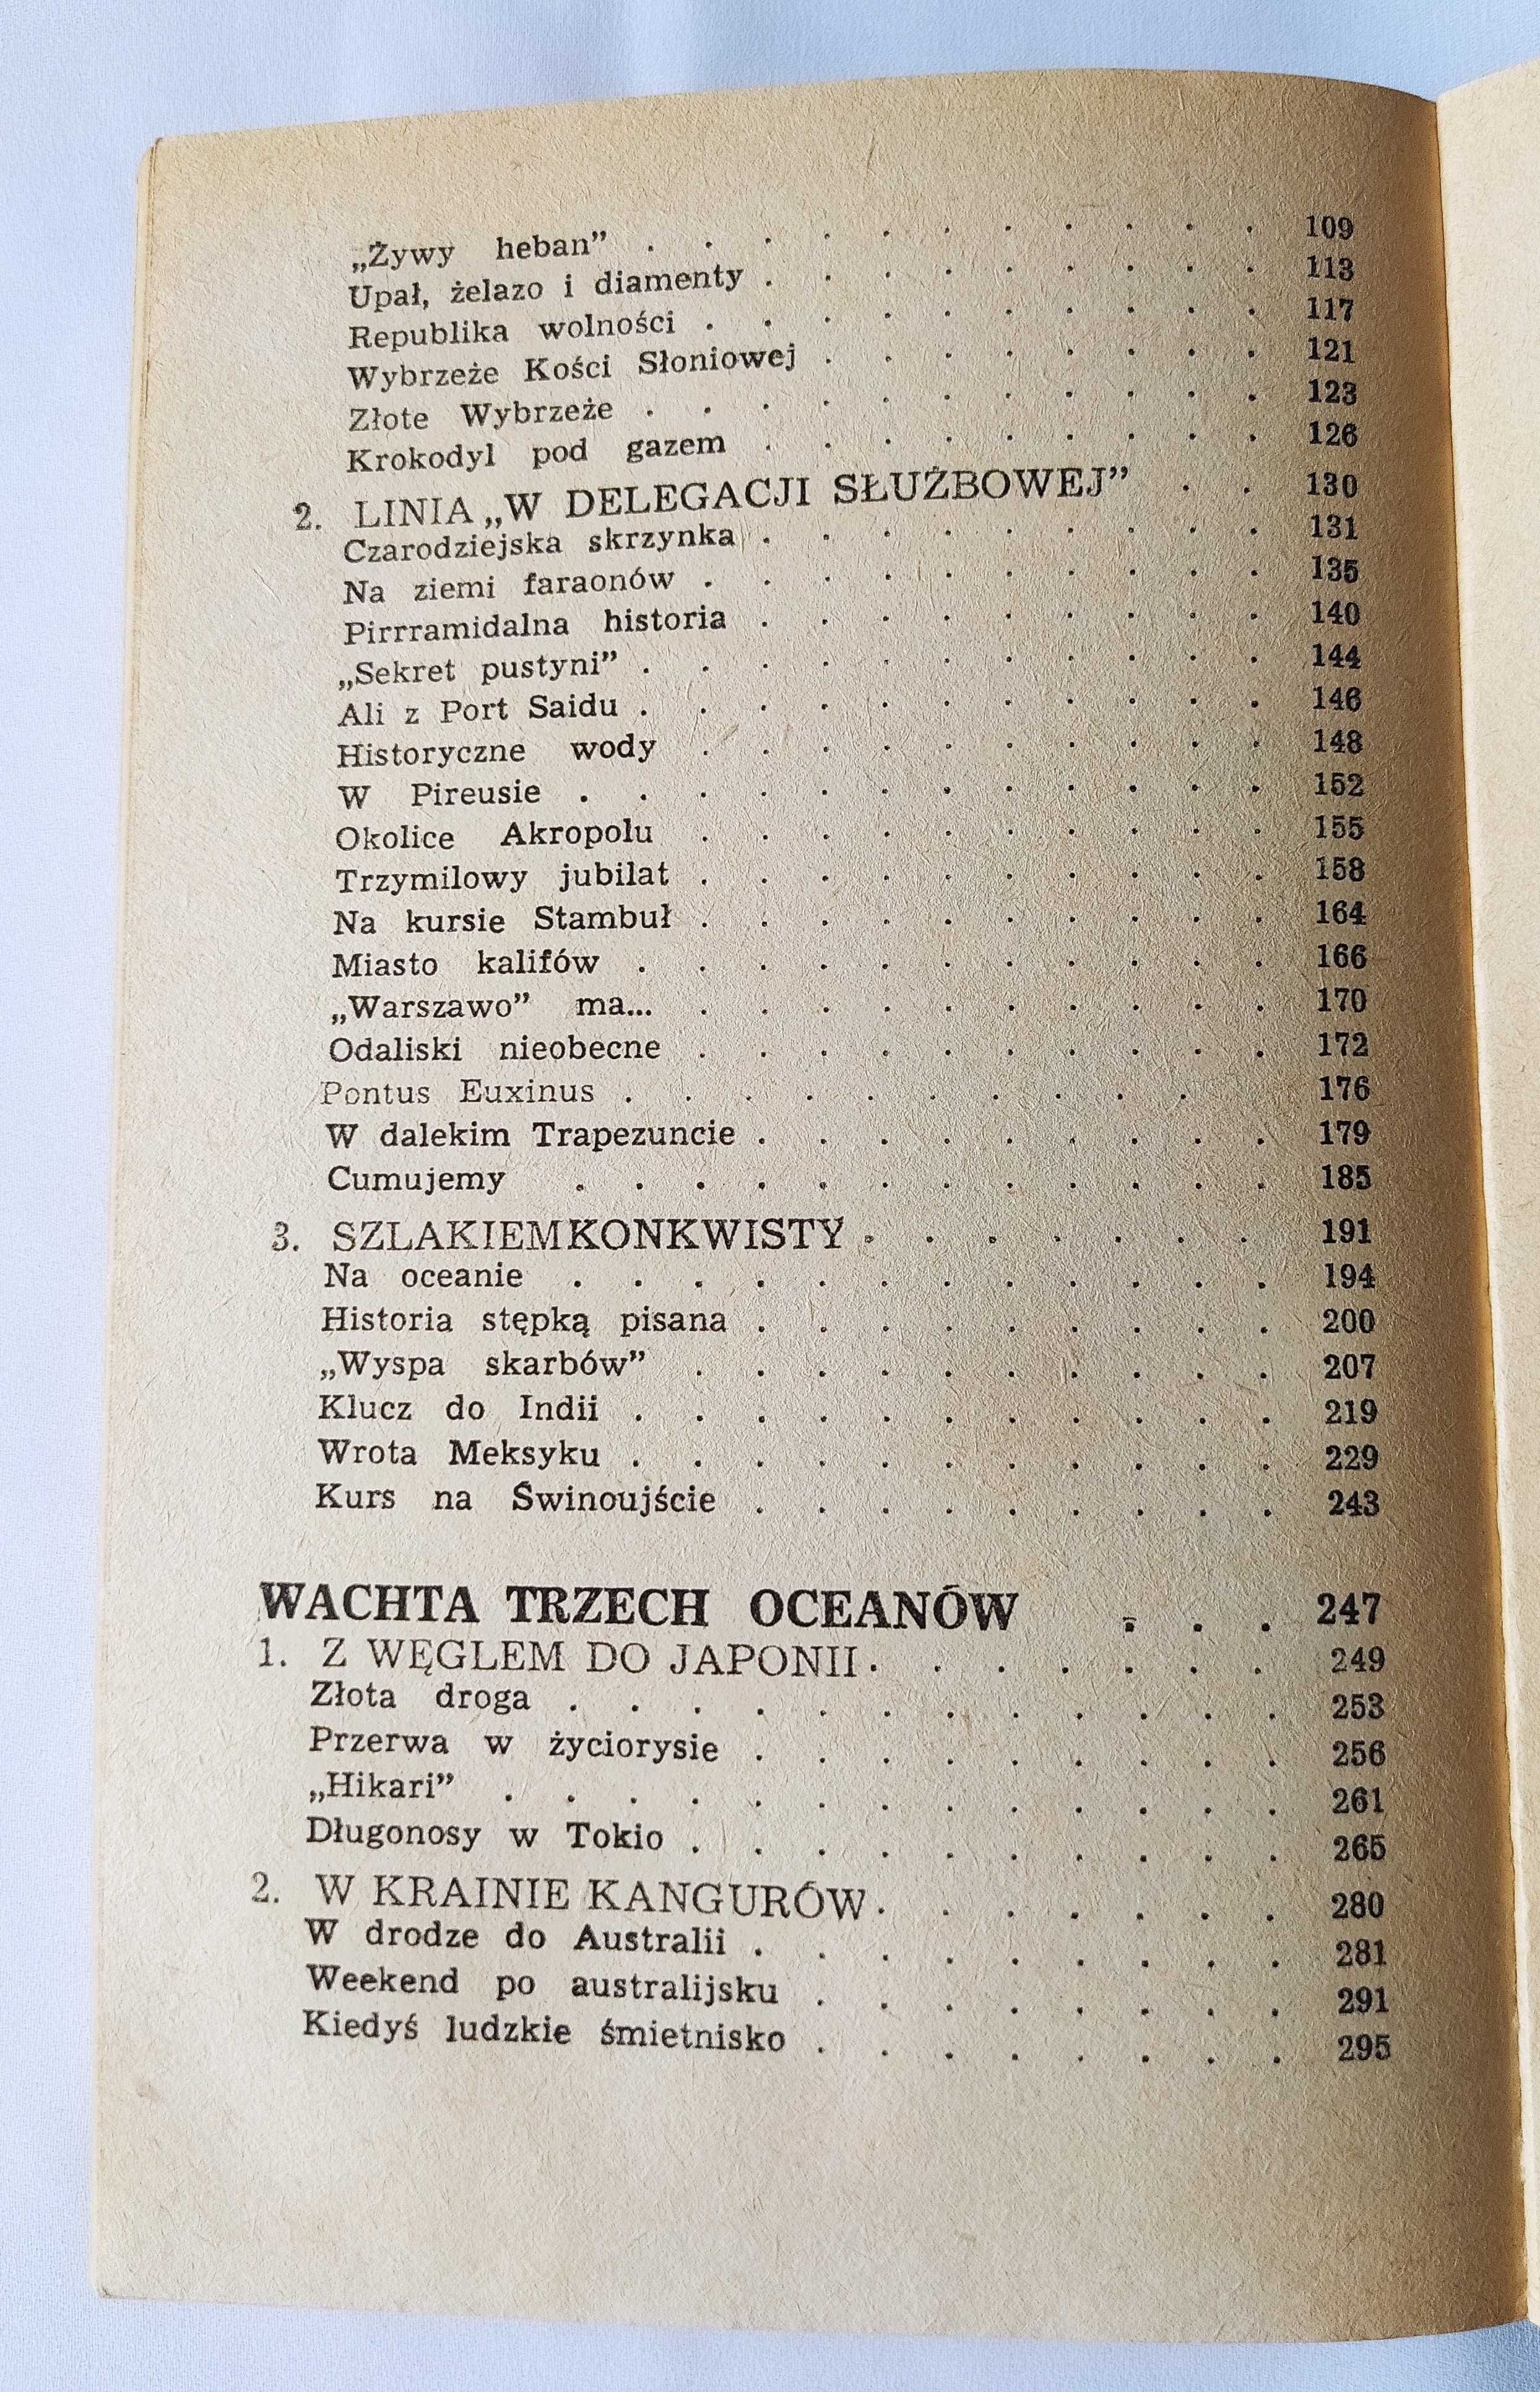 „Żywy heban” . . . . . . . . . . . 109
Upał, żelazo i diamenty . . . . . . . . . 113
Republika wolności . . . . . . . . . . 117
Wybrzeże Kości Słoniowej . . . . . . . . 121
Złote Wybrzeże . . . . . . . . . . . 123
Krokodyl pod gazem . . . . . . . . . 126
2. LINIA „W DELEGACJI SŁUŻBOWEJ” . . 130
Czarodziejska skrzynka . . . . . . . . . 131
Na ziemi faraonów . . . . . . . . . . 135
Pirrramidalna historia . . . . . . . . . 140
„Sekret pustyni” . . . . . . . . . . . 144
Ali z Port Saidu . . . . . . . . . . . 146
Historyczne wody . . . . . . . . . . 148
W Pireusie . . . . . . . . . . . . 152
Okolice Akropolu . . . . . . . . . . 155
Trzymilowy jubilat . . . . . . . . . . 158
Na kursie Stambuł . . . . . . . . . . 164
Miasto kalifów . . . . . . . . . . . 166
„Warszawo” ma... . . . . . . . . . . 170
Odaliski nieobecne . . . . . . . . . . 172
Pontus Euxinus . . . . . . . . . . 176
W dalekim Trapezuncie . . . . . . . . . 179
Cumujemy . . . . . . . . . . . . 185
3. SZLAKIEM KONKWISTY . . . . . . . 191
Na oceanie . . . . . . . . . . . . 194
Historia stępką pisana . . . . . . . . . 200
„Wyspa skarbów” . . . . . . . . . . 207
Klucz do Indii . . . . . . . . . . . 219
Wrota Meksyku . . . . . . . . . . . 229
Kurs na Świnoujście . . . . . . . . . 243
WACHTA TRZECH OCEANÓW . . . 247
1. Z WĘGLEM DO JAPONII . . . . . . . 249
Złota droga . . . . . . . . . . . . 253
Przerwa w życiorysie . . . . . . . . . 256
„Hikari” . . . . . . . . . . . . . 261
Długonosy w Tokio . . . . . . . . . . 265
2. W KRAINIE KANGURÓW . . . . . . . 280
W drodze do Australii . . . . . . . . . 281
Weekend po australijsku . . . . . . . . 291
Kiedyś ludzkie śmietnisko . . . . . . . . 295